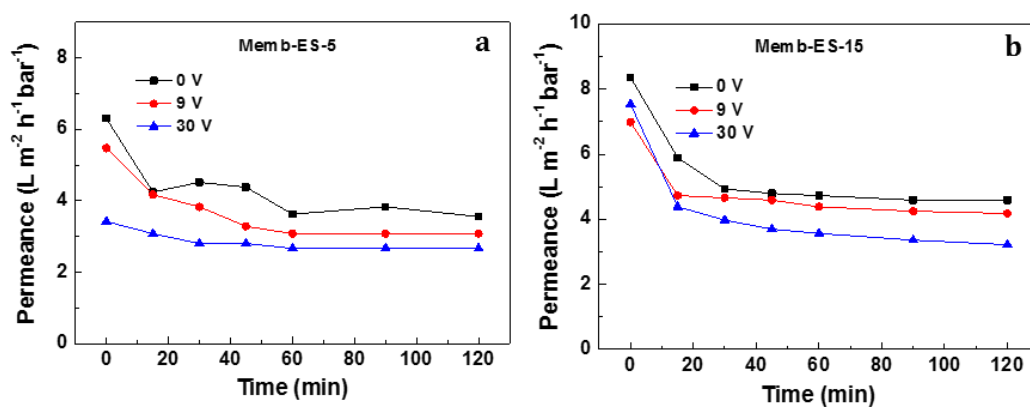 Memb-ES-5
a
0 V
9 V
30 V
Permeance (L m⁻² h⁻¹ bar⁻¹)
8
6
4
2
0
0 20 40 60 80 100 120
Time (min)
Memb-ES-15
b
0 V
9 V
30 V
Permeance (L m⁻² h⁻¹ bar⁻¹)
10
8
6
4
2
0
0 20 40 60 80 100 120
Time (min)